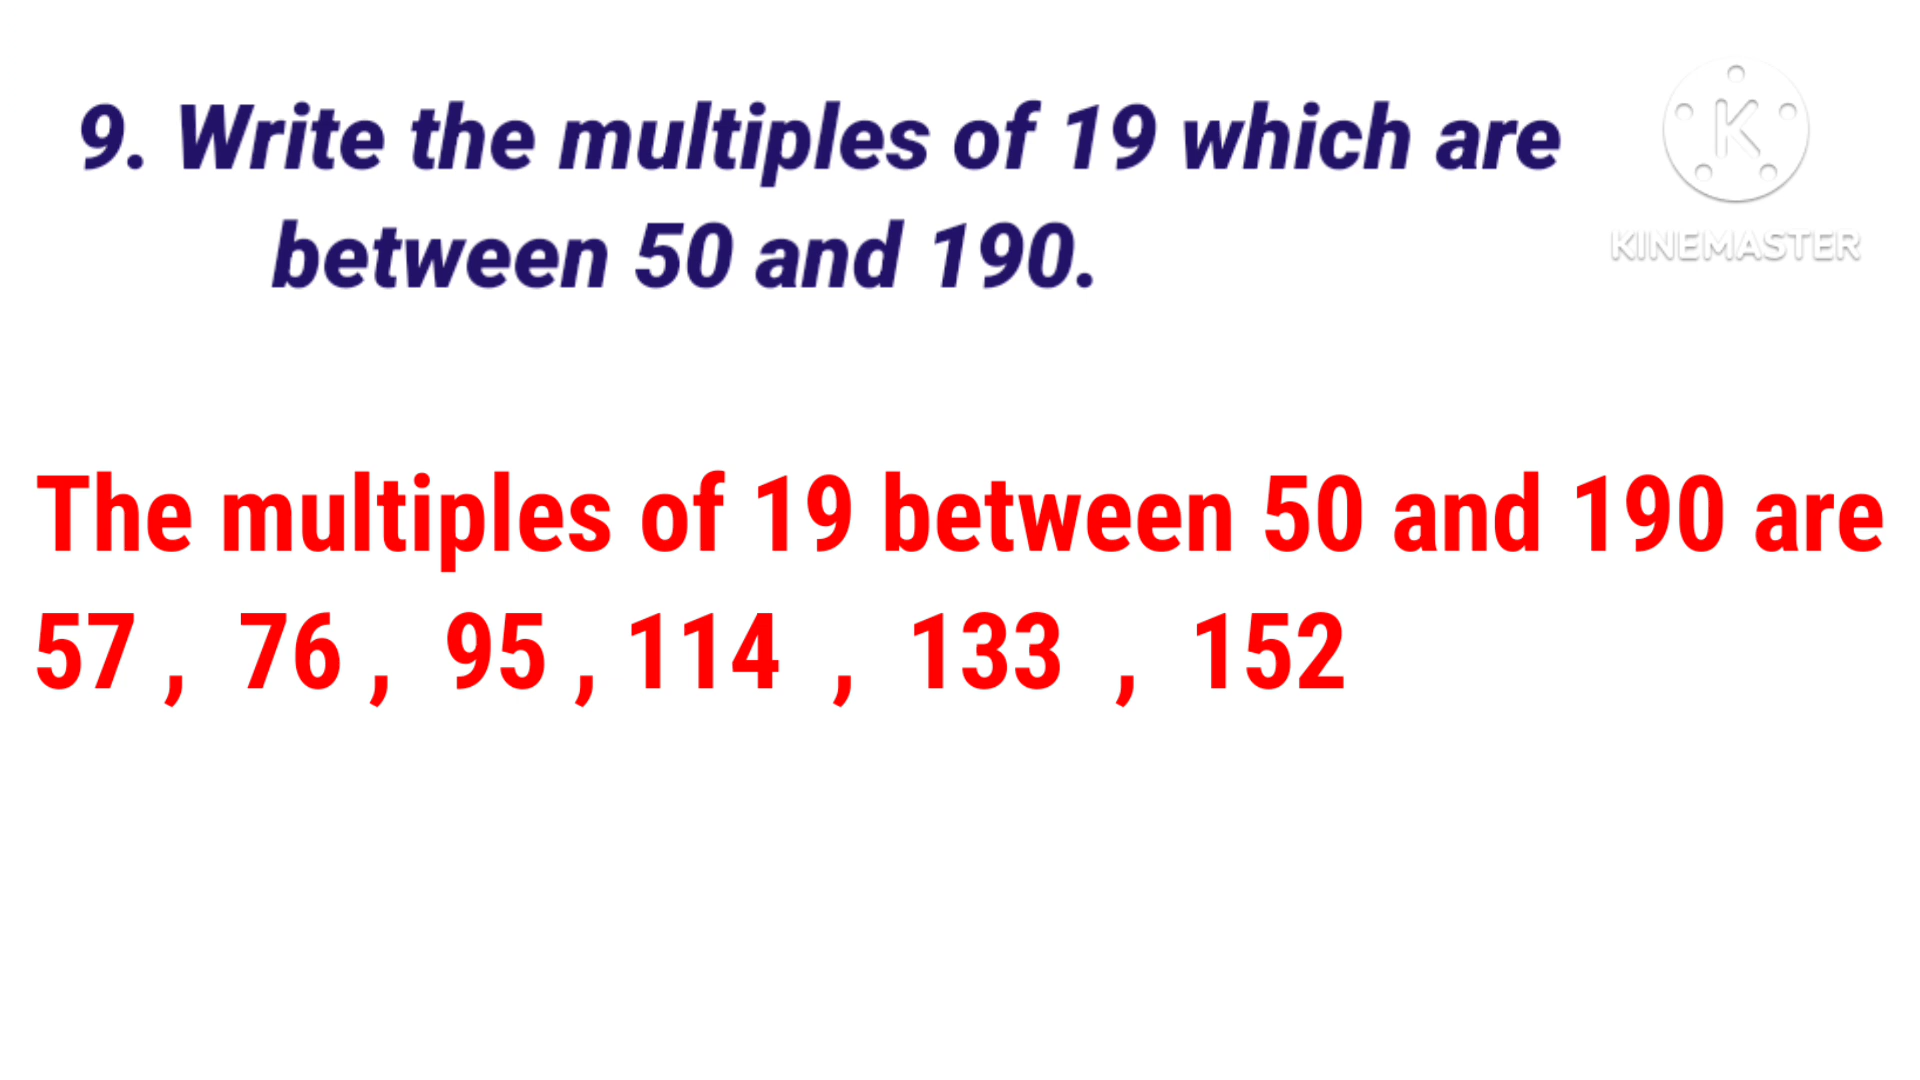 9. Write the multiples of 19 which are
between 50 and 190.
K
KINEMASTER
The multiples of 19 between 50 and 190 are
57 , 76 , 95 , 114 , 133 , 152